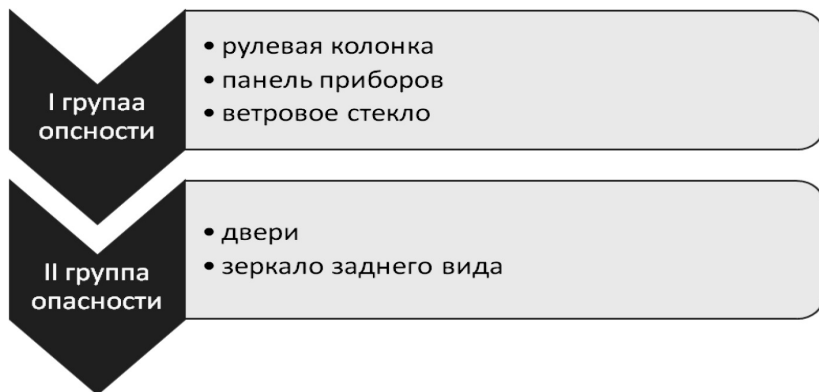 I групаа
опсности
• рулевая колонка
• панель приборов
• ветровое стекло
II группа
опасности
• двери
• зеркало заднего вида